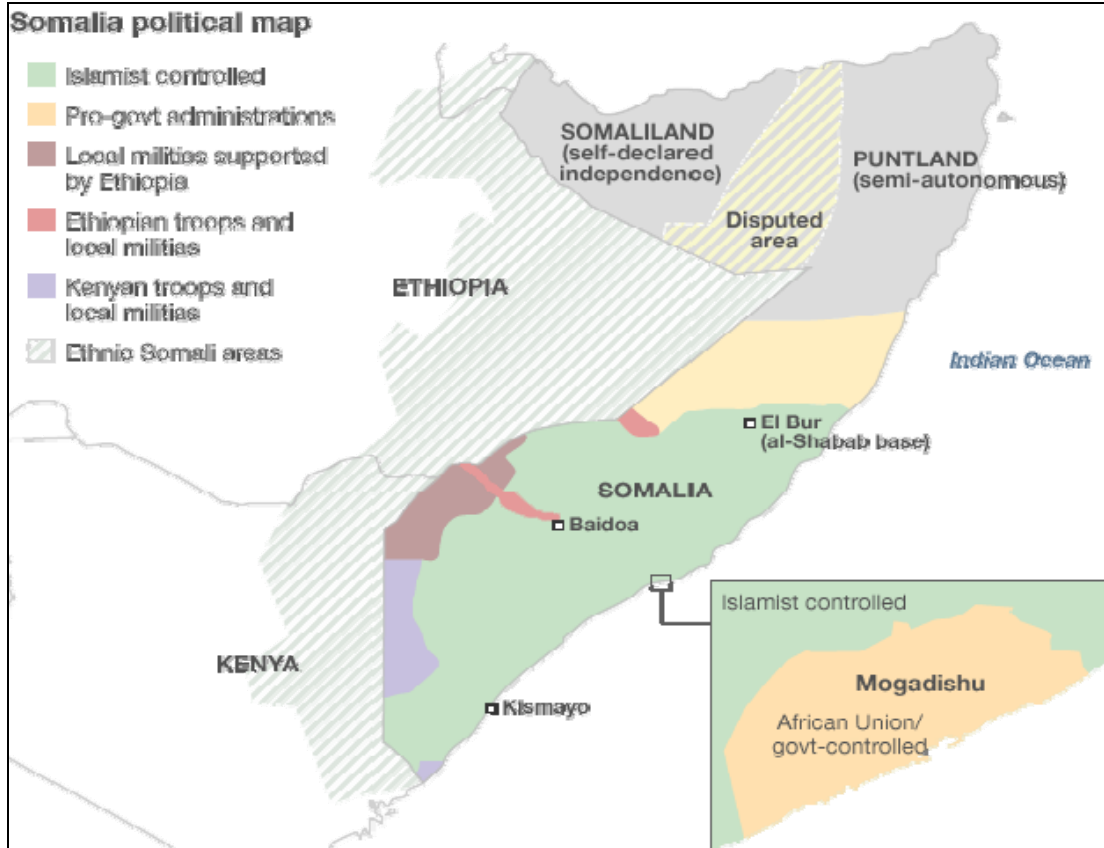 Somalia political map
Islamist controlled
Pro-govt administrations
Local militias supported
by Ethiopia
Ethiopian troops and
local militias
Kenyan troops and
local militias
Ethnic Somali areas
SOMALILAND
(self-declared
independence)
PUNTLAND
(semi-autonomous)
Disputed
area
ETHIOPIA
Indian Ocean
El Bur
(al-Shabab base)
SOMALIA
Baidoa
KENYA
Kismayo
Islamist controlled
Mogadishu
African Union/
govt-controlled